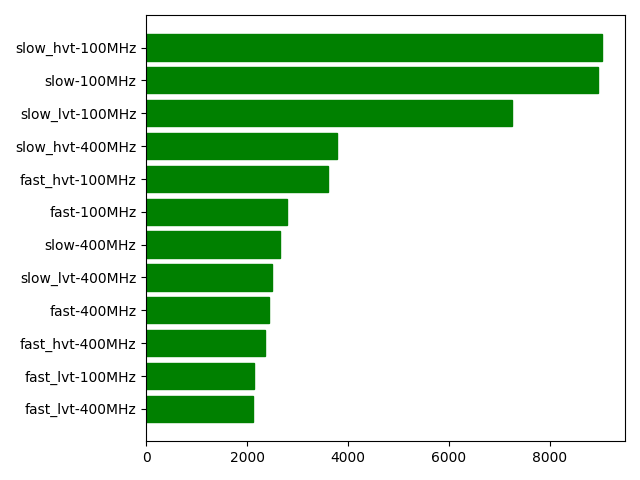 slow_hvt-100MHz
slow-100MHz
slow_lvt-100MHz
slow_hvt-400MHz
fast_hvt-100MHz
fast-100MHz
slow-400MHz
slow_lvt-400MHz
fast-400MHz
fast_hvt-400MHz
fast_lvt-100MHz
fast_lvt-400MHz
0 2000 4000 6000 8000